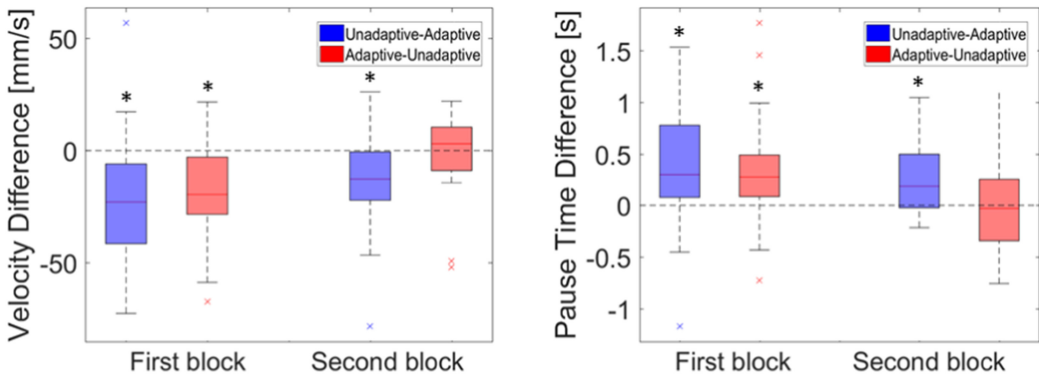 Velocity Difference [mm/s]
50
0
-50
Unadaptive-Adaptive
Adaptive-Unadaptive
*
*
*
First block
Second block
Pause Time Difference [s]
1.5
1
0.5
0
-0.5
-1
Unadaptive-Adaptive
Adaptive-Unadaptive
*
*
*
First block
Second block